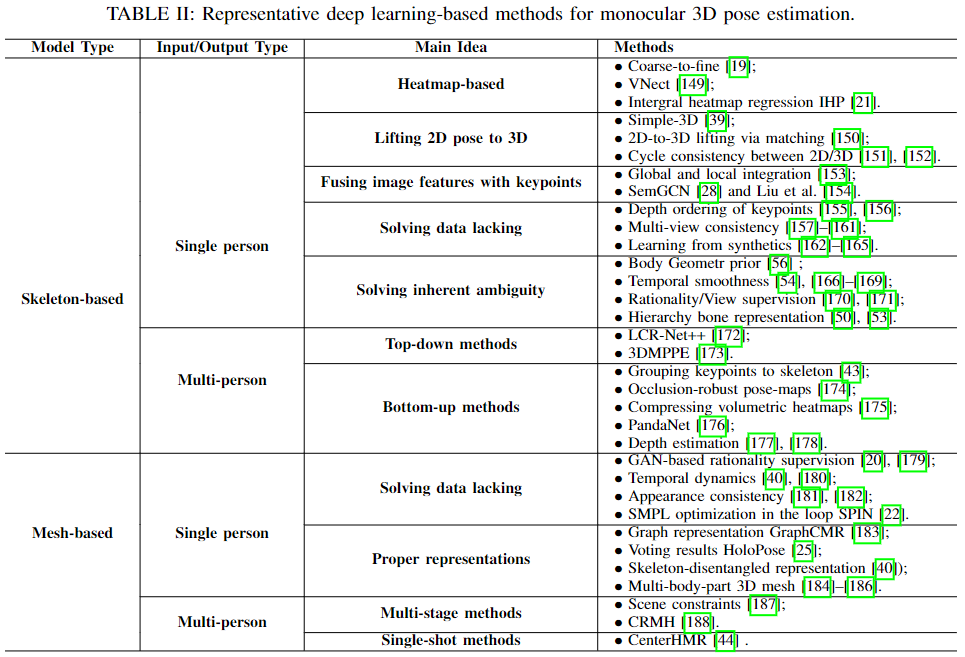 TABLE II: Representative deep learning-based methods for monocular 3D pose estimation.
Model Type Input/Output Type Main Idea Methods
Skeleton-based
Single person
Heatmap-based
• Coarse-to-fine [19];
• VNect [149];
• Intergral heatmap regression IHP [21].
Lifting 2D pose to 3D
• Simple-3D [39];
• 2D-to-3D lifting via matching [150];
• Cycle consistency between 2D/3D [151], [152].
Fusing image features with keypoints
• Global and local integration [153];
• SemGCN [28] and Liu et al. [154].
Solving data lacking
• Depth ordering of keypoints [155], [156];
• Multi-view consistency [157]–[161];
• Learning from synthetics [162]–[165].
Solving inherent ambiguity
• Body Geometr prior [56] ;
• Temporal smoothness [54], [166]–[169];
• Rationality/View supervision [170], [171];
• Hierarchy bone representation [50], [53].
Multi-person
Top-down methods
• LCR-Net++ [172];
• 3DMPPE [173].
Bottom-up methods
• Grouping keypoints to skeleton [43];
• Occlusion-robust pose-maps [174];
• Compressing volumetric heatmaps [175];
• PandaNet [176];
• Depth estimation [177], [178].
Mesh-based
Single person
Solving data lacking
• GAN-based rationality supervision [20], [179];
• Temporal dynamics [40], [180];
• Appearance consistency [181], [182];
• SMPL optimization in the loop SPIN [22].
Proper representations
• Graph representation GraphCMR [183];
• Voting results HoloPose [25];
• Skeleton-disentangled representation [40]);
• Multi-body-part 3D mesh [184]–[186].
Multi-person
Multi-stage methods
• Scene constraints [187];
• CRMH [188].
Single-shot methods
• CenterHMR [44] .